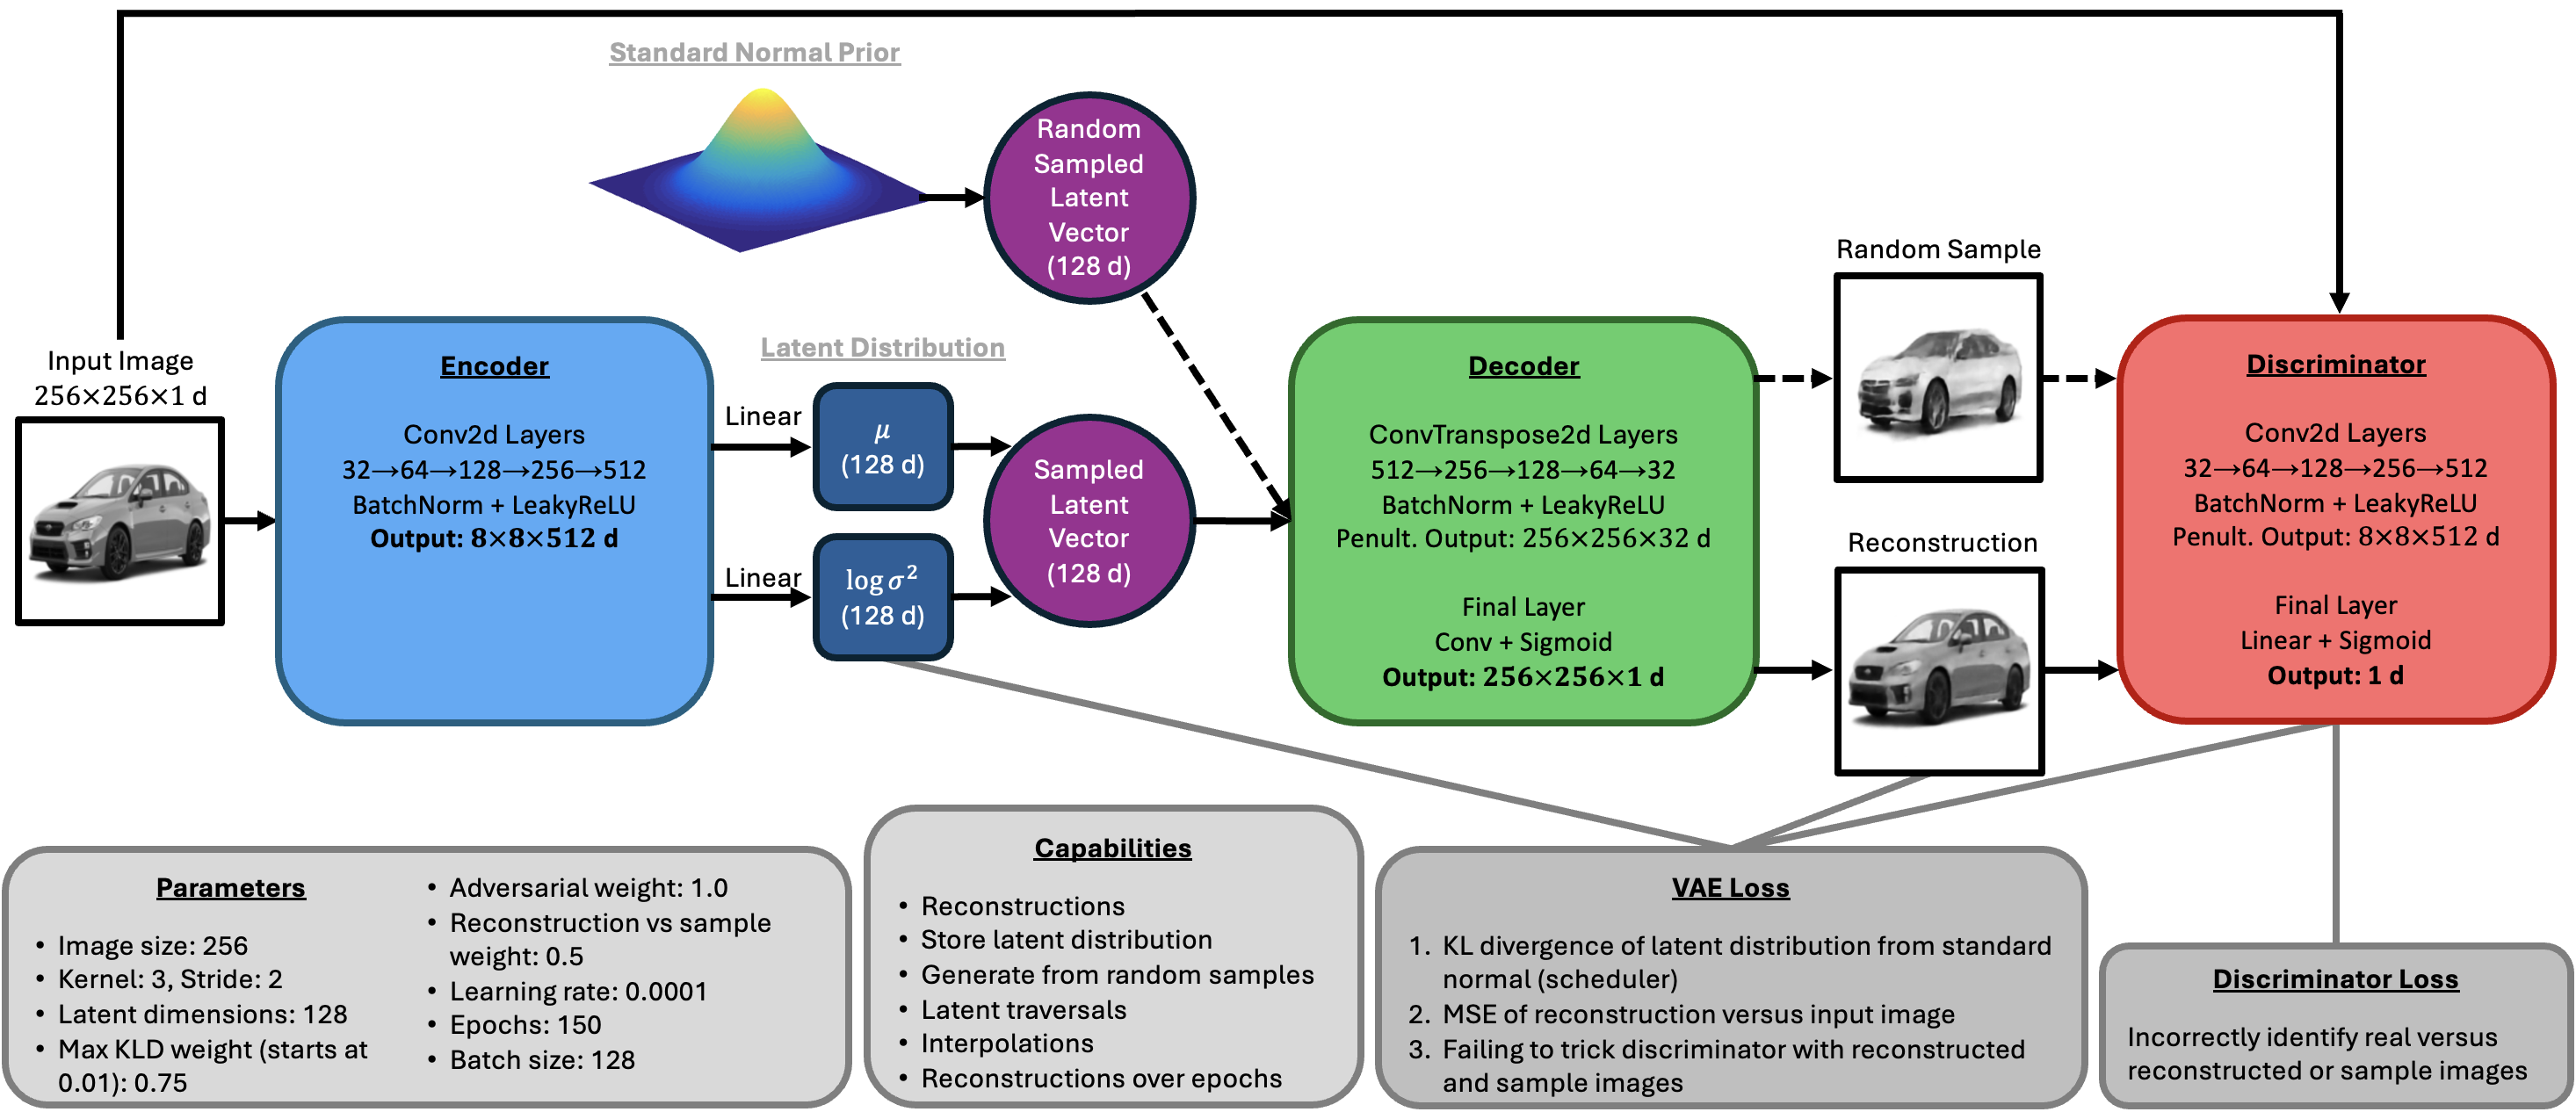 Standard Normal Prior
Random
Sampled
Latent
Vector
(128 d)
Input Image
256×256×1 d
Encoder
Conv2d Layers
32→64→128→256→512
BatchNorm + LeakyReLU
Output: 8×8×512 d
Latent Distribution
Linear
μ
(128 d)
Linear
log σ²
(128 d)
Sampled
Latent
Vector
(128 d)
Decoder
ConvTranspose2d Layers
512→256→128→64→32
BatchNorm + LeakyReLU
Penult. Output: 256×256×32 d
Final Layer
Conv + Sigmoid
Output: 256×256×1 d
Random Sample
Reconstruction
Discriminator
Conv2d Layers
32→64→128→256→512
BatchNorm + LeakyReLU
Penult. Output: 8×8×512 d
Final Layer
Linear + Sigmoid
Output: 1 d
Parameters
• Image size: 256
• Kernel: 3, Stride: 2
• Latent dimensions: 128
• Max KLD weight (starts at
0.01): 0.75
• Adversarial weight: 1.0
• Reconstruction vs sample
weight: 0.5
• Learning rate: 0.0001
• Epochs: 150
• Batch size: 128
Capabilities
• Reconstructions
• Store latent distribution
• Generate from random samples
• Latent traversals
• Interpolations
• Reconstructions over epochs
VAE Loss
1. KL divergence of latent distribution from standard
normal (scheduler)
2. MSE of reconstruction versus input image
3. Failing to trick discriminator with reconstructed
and sample images
Discriminator Loss
Incorrectly identify real versus
reconstructed or sample images